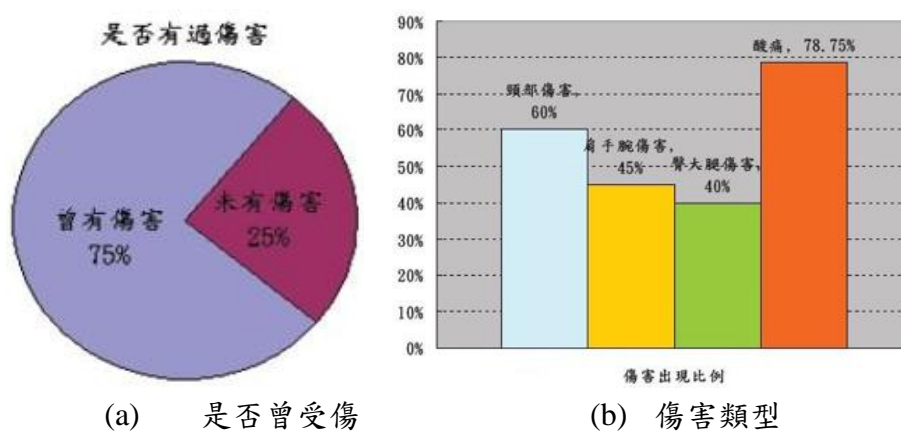 是否有過傷害
曾有傷害
75%
未有傷害
25%
(a) 是否曾受傷
90%
80%
70%
60%
50%
40%
30%
20%
10%
0%
頸部傷害,
60%
肩手腕傷害,
45%
臀大腿傷害,
40%
酸痛, 78.75%
傷害出現比例
(b) 傷害類型